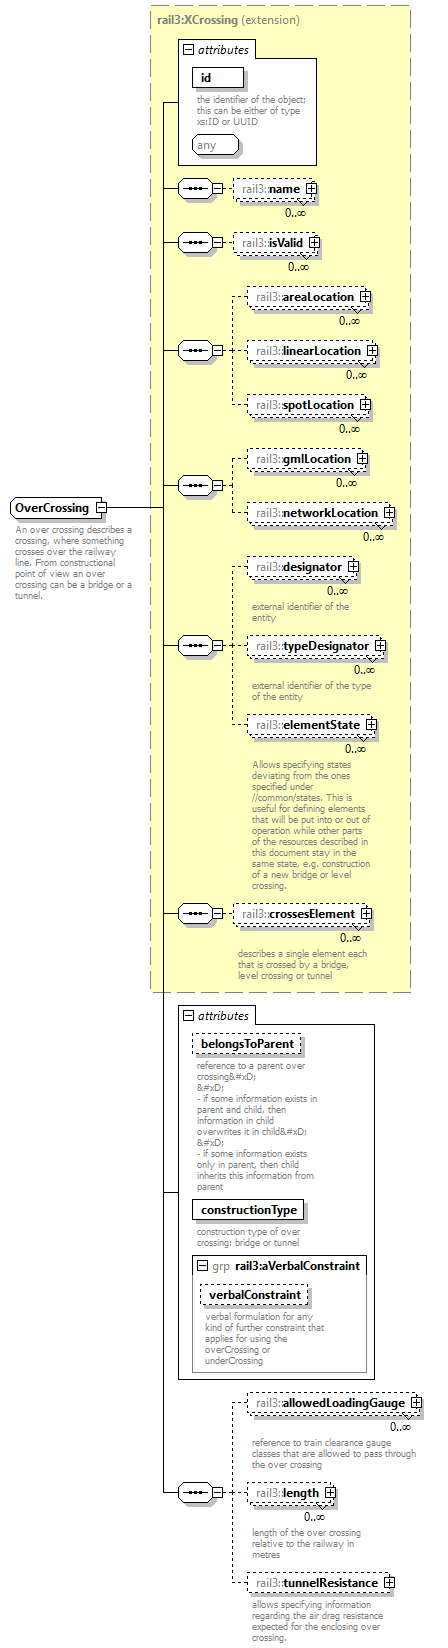 rail3:XCrossing (extension)
attributes
id
the identifier of the object;
this can be either of type
xs:ID or UUID
any
rail3::name
0..∞
rail3::isValid
0..∞
rail3::areaLocation
0..∞
rail3::linearLocation
0..∞
rail3::spotLocation
0..∞
rail3::gmlLocation
0..∞
rail3::networkLocation
0..∞
OverCrossing
An over crossing describes a
crossing, where something
crosses over the railway
line. From constructional
point of view an over
crossing can be a bridge or a
tunnel.
rail3::designator
0..∞
external identifier of the
entity
rail3::typeDesignator
0..∞
external identifier of the type
of the entity
rail3::elementState
0..∞
Allows specifying states
deviating from the ones
specified under
//common/states. This is
useful for defining elements
that will be put into or out of
operation while other parts
of the resources described in
this document stay in the
same state, e.g. construction
of a new bridge or level
crossing.
rail3::crossesElement
0..∞
describes a single element each
that is crossed by a bridge,
level crossing or tunnel
attributes
belongsToParent
reference to a parent over
crossing&#xD;
&#xD;
- if some information exists in
parent and child, then
information in child
overwrites it in child&#xD;
&#xD;
- if some information exists
only in parent, then child
inherits this information from
parent
constructionType
construction type of over
crossing: bridge or tunnel
grp rail3:aVerbalConstraint
verbalConstraint
verbal formulation for any
kind of further constraint that
applies for using the
overCrossing or
underCrossing
rail3::allowedLoadingGauge
0..∞
reference to train clearance gauge
classes that are allowed to pass through
the over crossing
rail3::length
0..∞
length of the over crossing
relative to the railway in
metres
rail3::tunnelResistance
allows specifying information
regarding the air drag resistance
expected for the enclosing over
crossing.